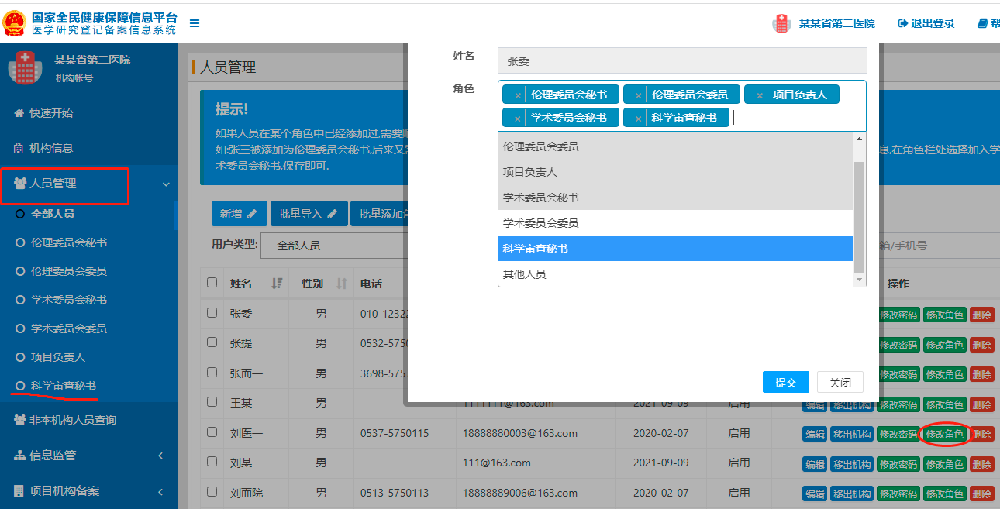 国家全民健康保障信息平台
医学研究登记备案信息系统
某某省第二医院
退出登录
某某省第二医院
机构帐号
快速开始
机构信息
人员管理
全部人员
伦理委员会秘书
伦理委员会委员
学术委员会秘书
学术委员会委员
项目负责人
科学审查秘书
非本机构人员查询
信息监管
项目机构备案
人员管理
提示!
如果人员在某个角色中已经添加过,需要
如:张三被添加为伦理委员会秘书,后来又
息,在角色栏处选择加入学
术委员会秘书,保存即可.
新增
批量导入
批量添加角
用户类型:
全部人员
箱/手机号
姓名
张委
角色
× 伦理委员会秘书
× 伦理委员会委员
× 项目负责人
× 学术委员会秘书
× 科学审查秘书
伦理委员会委员
项目负责人
学术委员会秘书
学术委员会委员
科学审查秘书
其他人员
提交
关闭
姓名 性别 电话 操作
张委 男 010-1232 修改密码 修改角色 删除
张提 男 0532-575 修改密码 修改角色 删除
张而一 男 3698-575 修改密码 修改角色 删除
王某 男 1111111@163.com 2021-09-09 启用 编辑 移出机构 修改密码 修改角色 删除
刘医一 男 0537-5750115 18888880003@163.com 2020-02-07 启用 编辑 移出机构 修改密码 修改角色 删除
刘某 男 111@163.com 2021-09-09 启用 编辑 移出机构 修改密码 修改角色 删除
刘而院 男 0513-5750113 18888889006@163.com 2020-02-07 启用 编辑 移出机构 修改密码 修改角色 删除